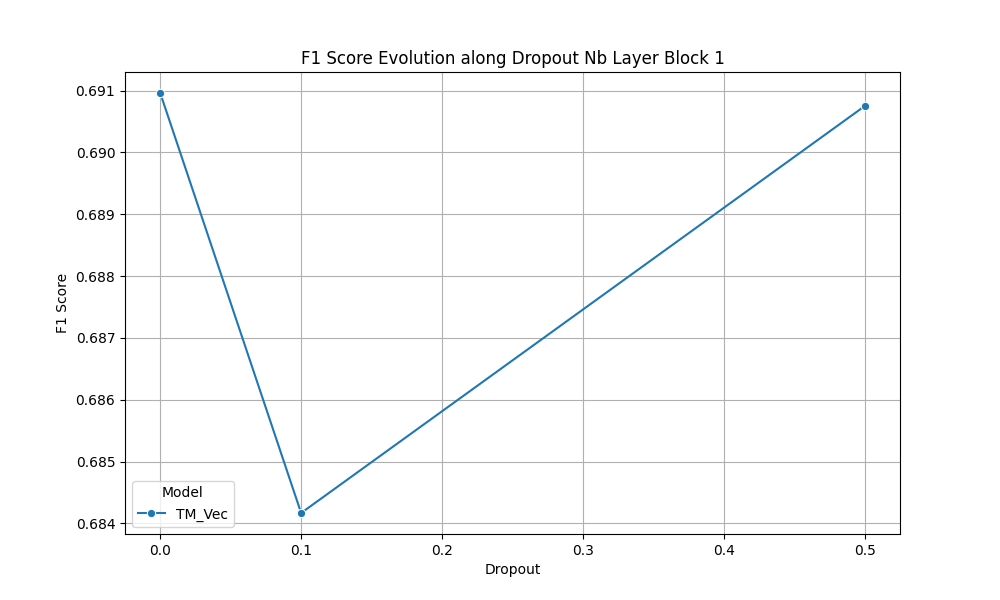 F1 Score Evolution along Dropout Nb Layer Block 1
F1 Score
0.691
0.690
0.689
0.688
0.687
0.686
0.685
0.684
Model
TM_Vec
0.0 0.1 0.2 0.3 0.4 0.5
Dropout